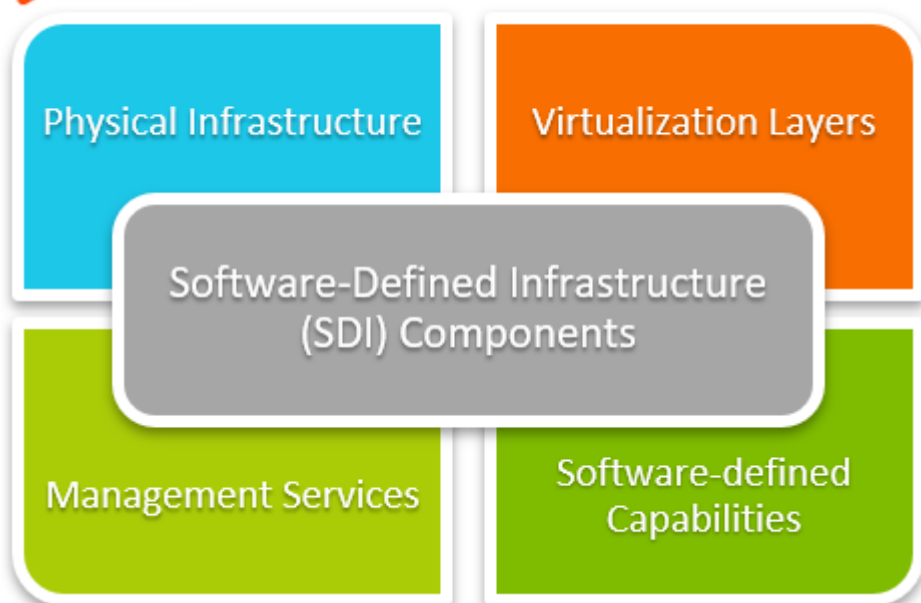 Physical Infrastructure
Virtualization Layers
Software-Defined Infrastructure
(SDI) Components
Management Services
Software-defined
Capabilities